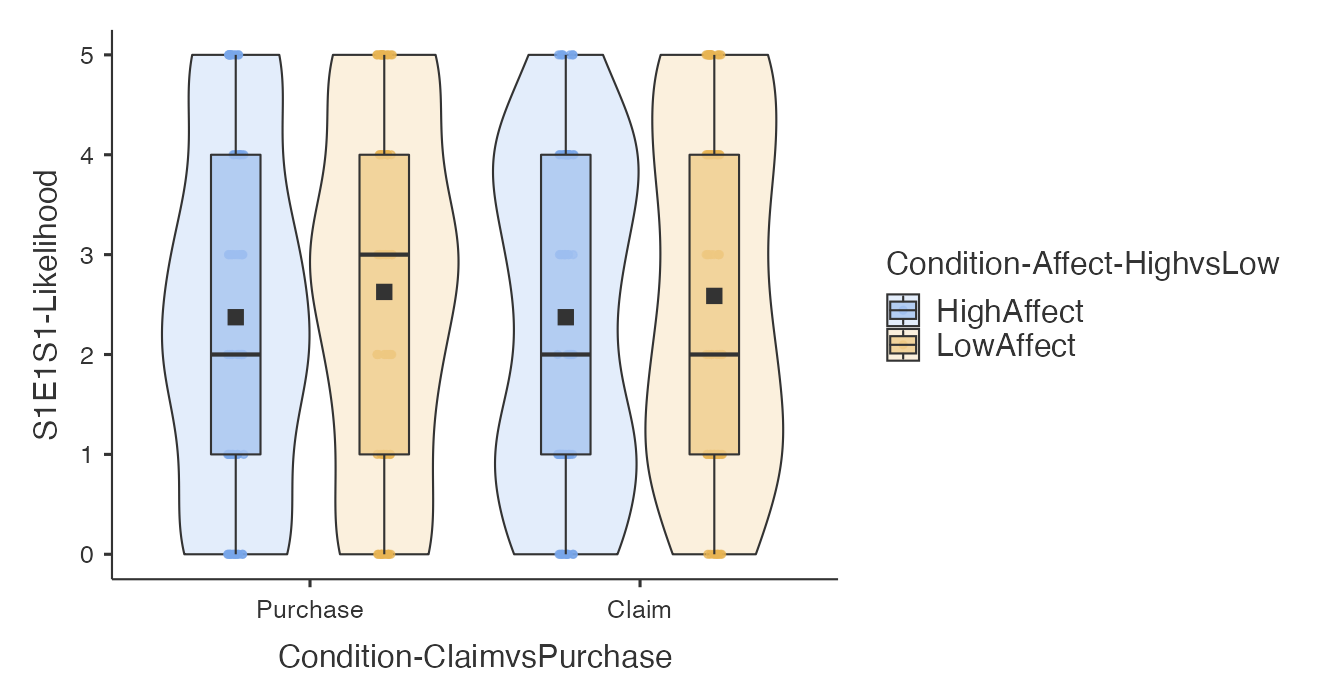 S1E1S1-Likelihood
5
4
3
2
1
0
Purchase
Claim
Condition-ClaimvsPurchase
Condition-Affect-HighvsLow
HighAffect
LowAffect